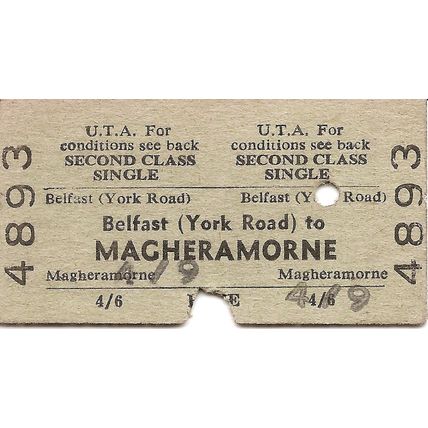 U.T.A. For U.T.A. For
conditions see back conditions see back
SECOND CLASS SECOND CLASS
SINGLE SINGLE
Belfast (York Road) Belfast (Y Road)
Belfast (York Road) to
MAGHERAMORNE
Magheramorne Magheramorne
4/9 4/9
4/6 4/6
4893 4893